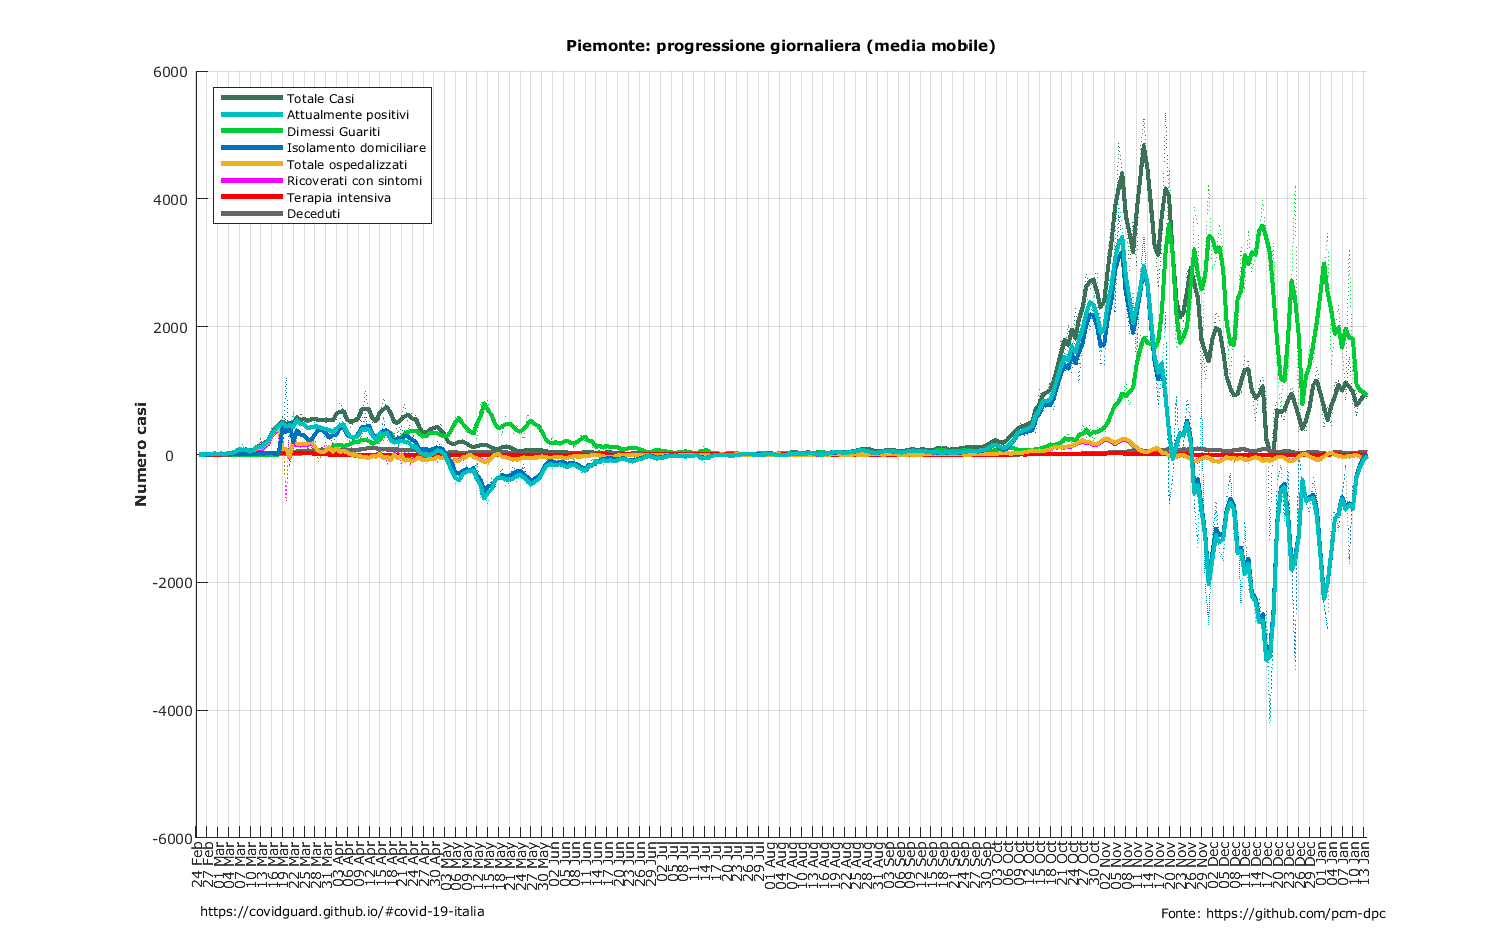 Piemonte: progressione giornaliera (media mobile)
6000
4000
2000
0
-2000
-4000
-6000
Numero casi
Totale Casi
Attualmente positivi
Dimessi Guariti
Isolamento domiciliare
Totale ospedalizzati
Ricoverati con sintomi
Terapia intensiva
Deceduti
24 Feb
27 Feb
01 Mar
04 Mar
07 Mar
10 Mar
13 Mar
16 Mar
19 Mar
22 Mar
25 Mar
28 Mar
31 Mar
03 Apr
06 Apr
09 Apr
12 Apr
15 Apr
18 Apr
21 Apr
24 Apr
27 Apr
30 Apr
03 May
06 May
09 May
12 May
15 May
18 May
21 May
24 May
27 May
30 May
02 Jun
05 Jun
08 Jun
11 Jun
14 Jun
17 Jun
20 Jun
23 Jun
26 Jun
29 Jun
02 Jul
05 Jul
08 Jul
11 Jul
14 Jul
17 Jul
20 Jul
23 Jul
26 Jul
29 Jul
01 Aug
04 Aug
07 Aug
10 Aug
13 Aug
16 Aug
19 Aug
22 Aug
25 Aug
28 Aug
31 Aug
03 Sep
06 Sep
09 Sep
12 Sep
15 Sep
18 Sep
21 Sep
24 Sep
27 Sep
30 Sep
03 Oct
06 Oct
09 Oct
12 Oct
15 Oct
18 Oct
21 Oct
24 Oct
27 Oct
30 Oct
02 Nov
05 Nov
08 Nov
11 Nov
14 Nov
17 Nov
20 Nov
23 Nov
26 Nov
29 Nov
02 Dec
05 Dec
08 Dec
11 Dec
14 Dec
17 Dec
20 Dec
23 Dec
26 Dec
29 Dec
01 Jan
04 Jan
07 Jan
10 Jan
13 Jan
https://covidguard.github.io/#covid-19-italia
Fonte: https://github.com/pcm-dpc